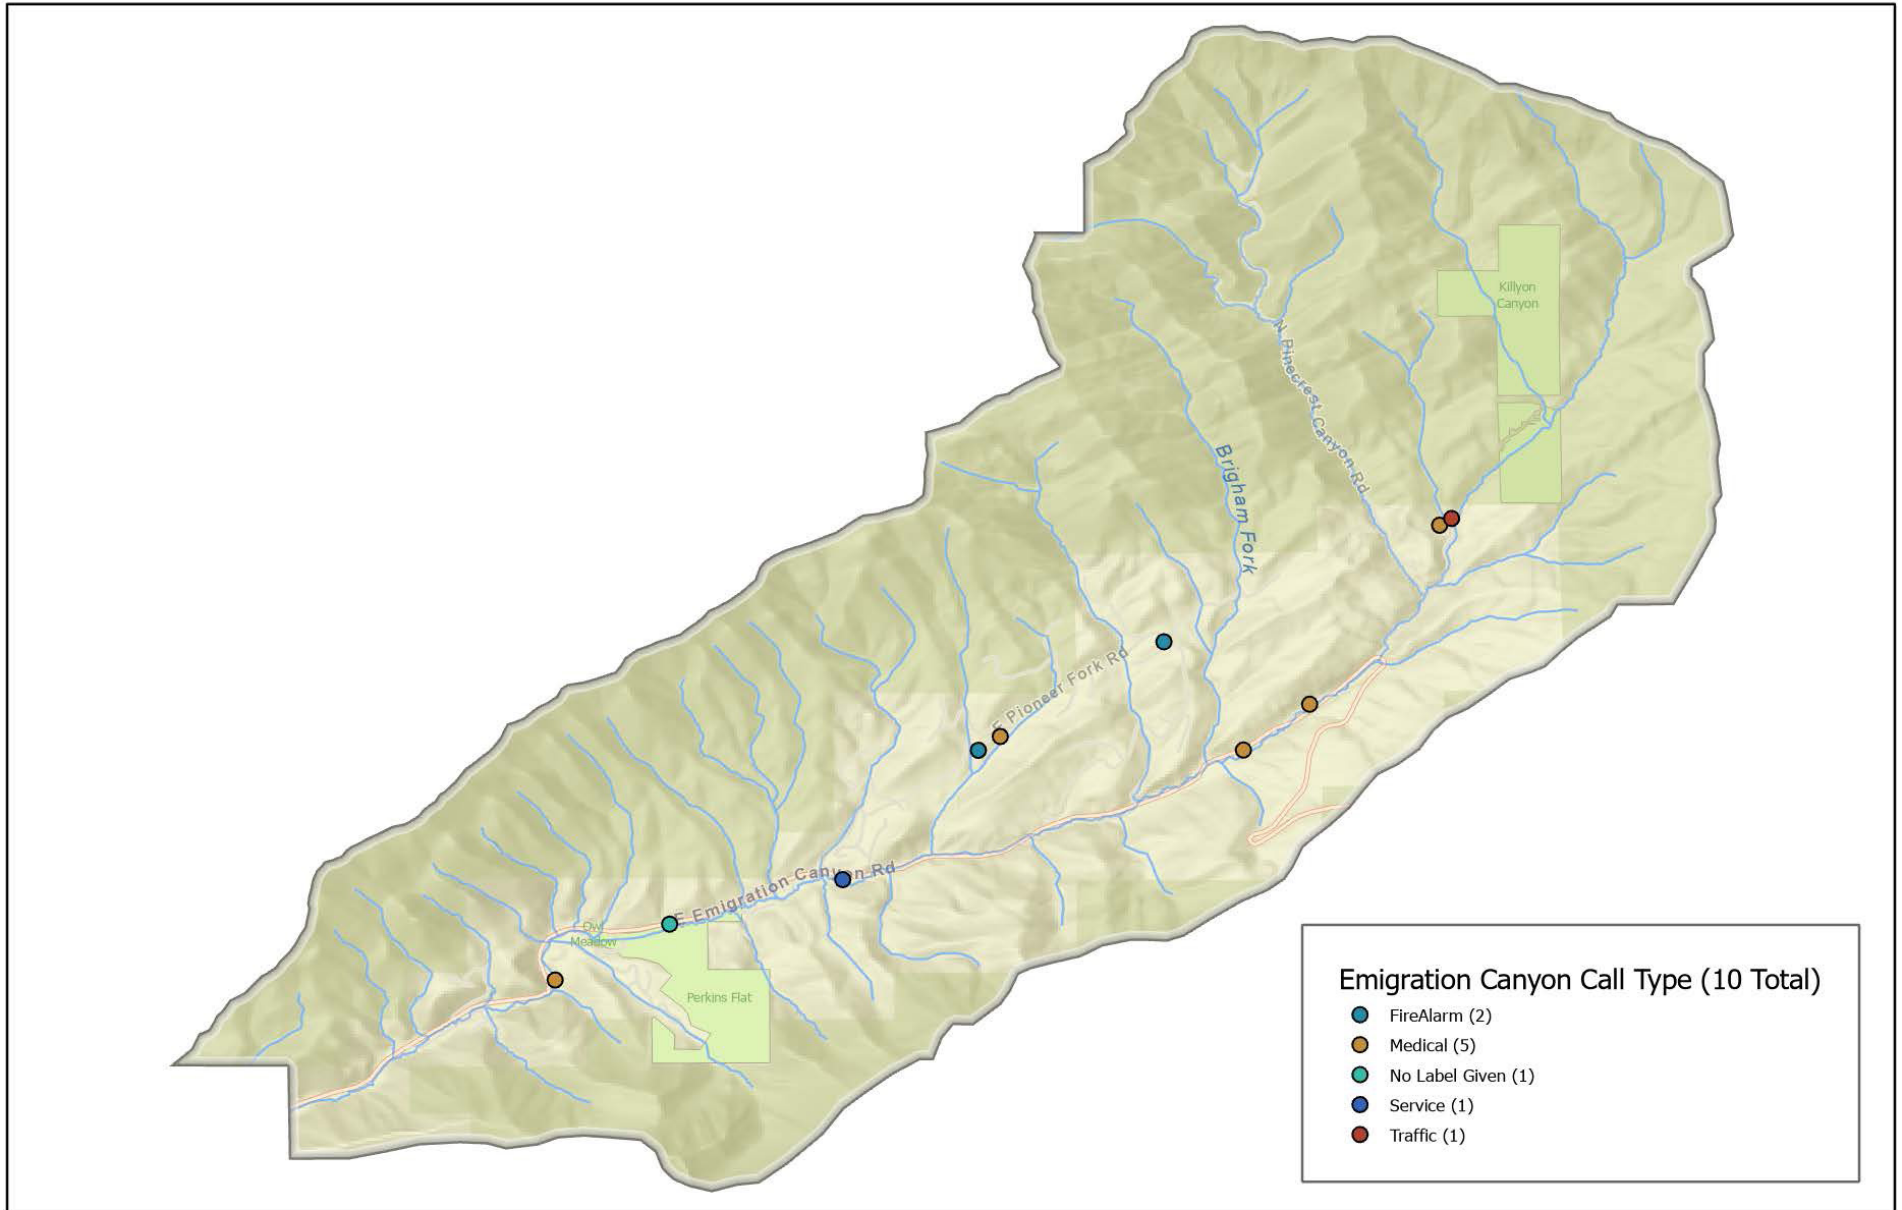 Killyon
Canyon
N Pinecrest Canyon Rd
Brigham Fork
E Pioneer Fork Rd
E Emigration Canyon Rd
Meadow
Perkins Flat
Emigration Canyon Call Type (10 Total)
FireAlarm (2)
Medical (5)
No Label Given (1)
Service (1)
Traffic (1)